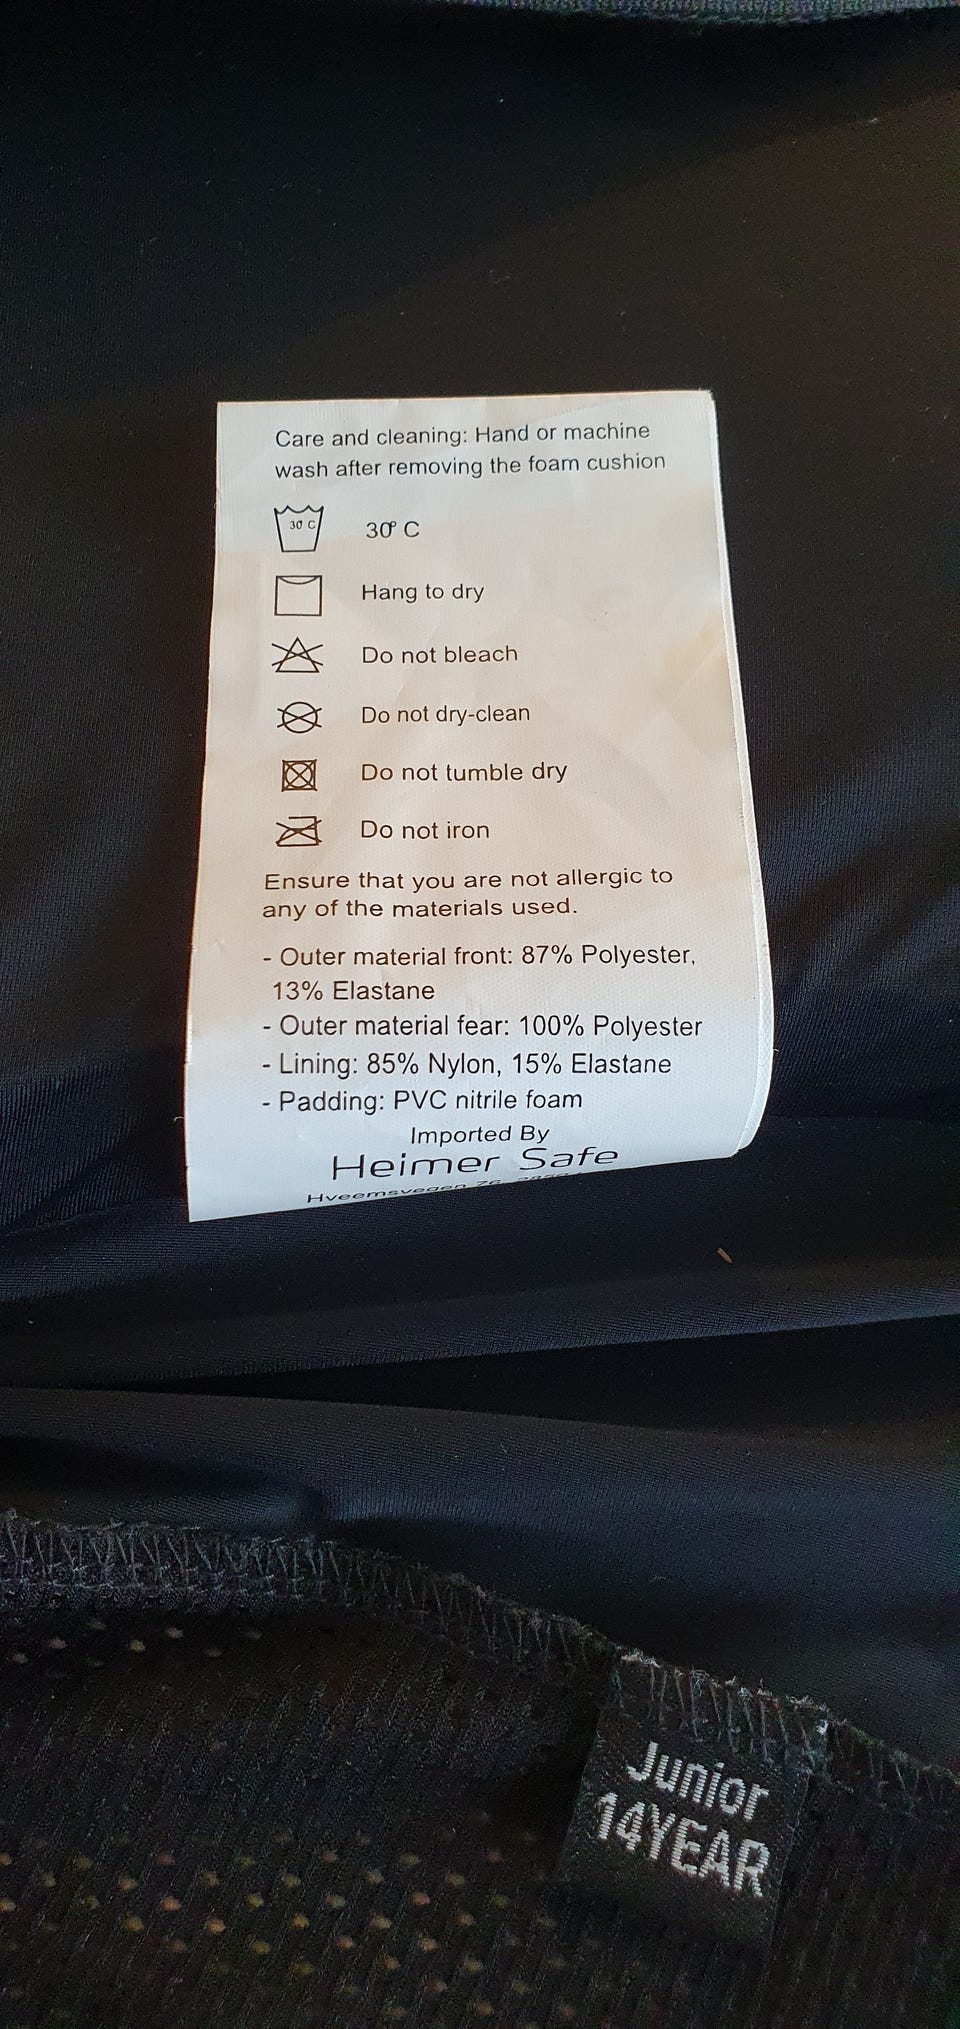 Care and cleaning: Hand or machine
wash after removing the foam cushion
30 C 30° C
Hang to dry
Do not bleach
Do not dry-clean
Do not tumble dry
Do not iron
Ensure that you are not allergic to
any of the materials used.
- Outer material front: 87% Polyester,
13% Elastane
- Outer material fear: 100% Polyester
- Lining: 85% Nylon, 15% Elastane
- Padding: PVC nitrile foam
Imported By
Heimer Safe
Hveemsvegen
Junior
14YEAR